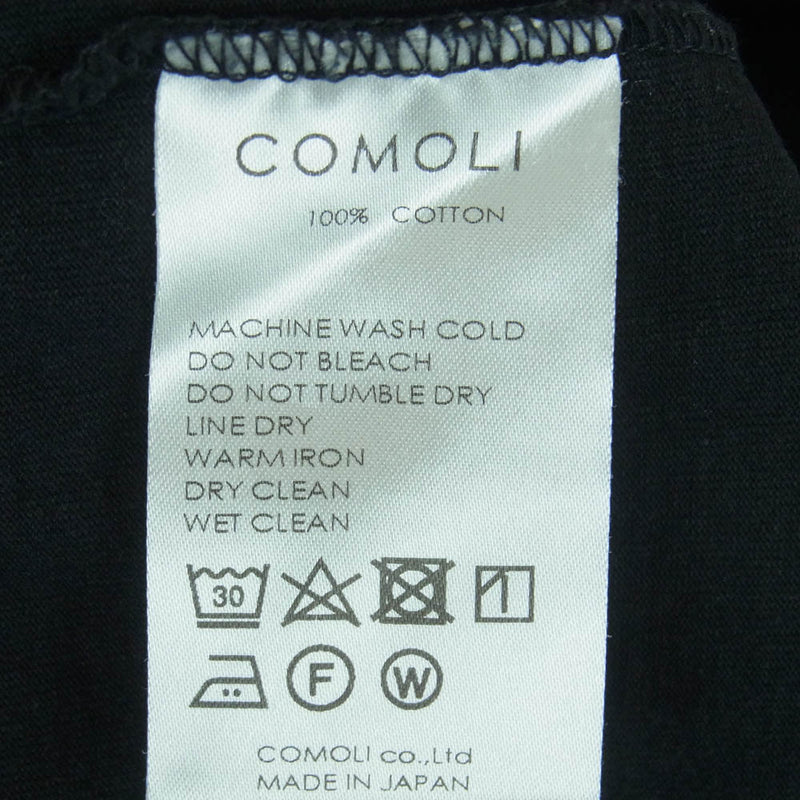 COMOLI
100% COTTON
MACHINE WASH COLD
DO NOT BLEACH
DO NOT TUMBLE DRY
LINE DRY
WARM IRON
DRY CLEAN
WET CLEAN
30
F W
COMOLI co.,Ltd
MADE IN JAPAN